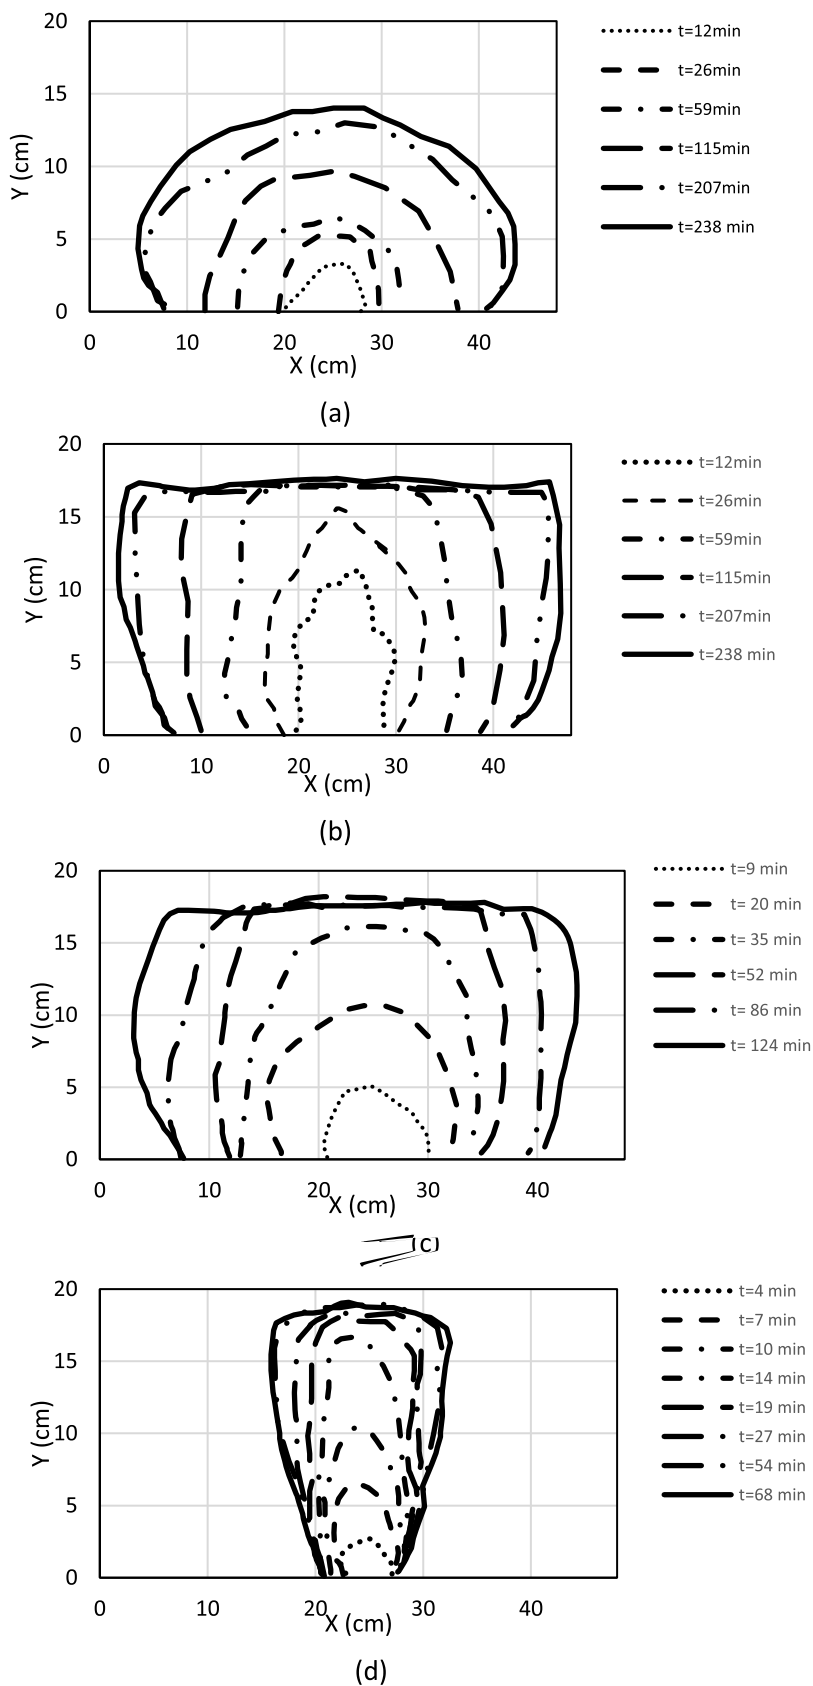 20
15
10
5
0
0 10 20 30 40
Y (cm)
X (cm)
t=12min
t=26min
t=59min
t=115min
t=207min
t=238 min
(a)
20
15
10
5
0
0 10 20 30 40
Y (cm)
X (cm)
t=12min
t=26min
t=59min
t=115min
t=207min
t=238 min
(b)
20
15
10
5
0
0 10 20 30 40
Y (cm)
X (cm)
t=9 min
t= 20 min
t= 35 min
t=52 min
t= 86 min
t= 124 min
(c)
20
15
10
5
0
0 10 20 30 40
Y (cm)
X (cm)
t=4 min
t=7 min
t=10 min
t=14 min
t=19 min
t=27 min
t=54 min
t=68 min
(d)